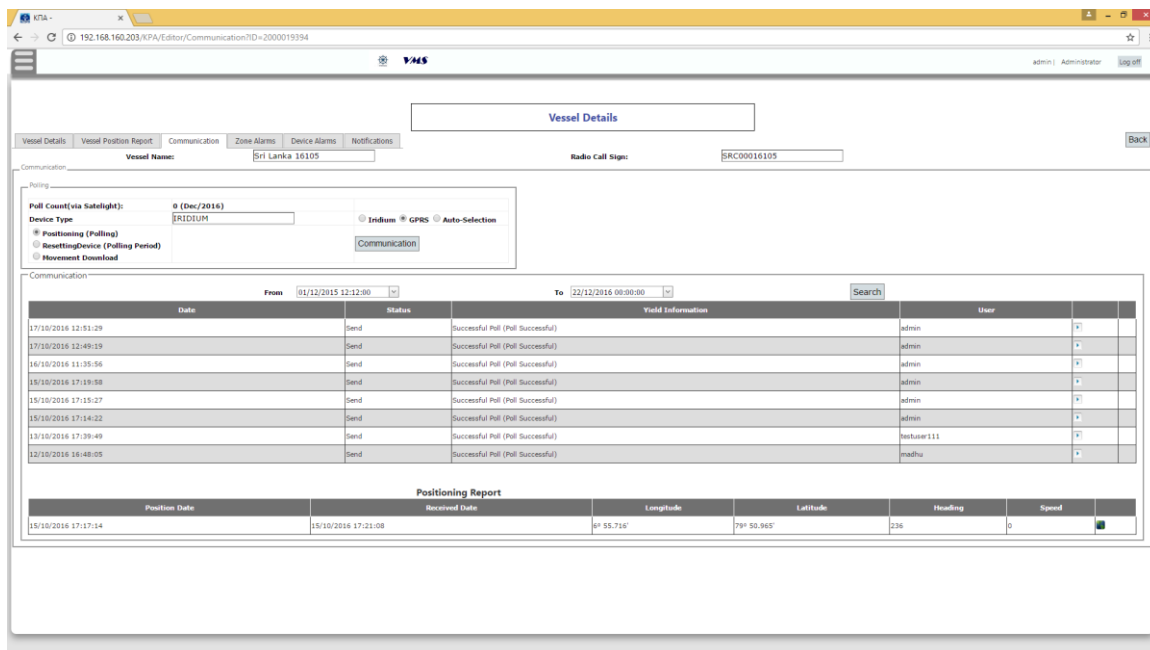 КПА -
192.168.160.203/KPA/Editor/Communication?ID=2000019394
VMS admin | Administrator Log off
Vessel Details
Vessel Details Vessel Position Report Communication Zone Alarms Device Alarms Notifications Back
Vessel Name: Sri Lanka 16105 Radio Call Sign: SRC00016105
Communication
Polling
Poll Count(via Satelight): 0 (Dec/2016)
Device Type IRIDIUM Iridium GPRS Auto-Selection
Positioning (Polling)
ResettingDevice (Polling Period) Communication
Movement Download
Communication
From 01/12/2015 12:12:00 To 22/12/2016 00:00:00 Search
Date Status Yield Information User
17/10/2016 12:51:29 Send Successful Poll (Poll Successful) admin
17/10/2016 12:49:19 Send Successful Poll (Poll Successful) admin
16/10/2016 11:35:56 Send Successful Poll (Poll Successful) admin
15/10/2016 17:19:58 Send Successful Poll (Poll Successful) admin
15/10/2016 17:15:27 Send Successful Poll (Poll Successful) admin
15/10/2016 17:14:22 Send Successful Poll (Poll Successful) admin
13/10/2016 17:39:49 Send Successful Poll (Poll Successful) testuser111
12/10/2016 16:48:05 Send Successful Poll (Poll Successful) madhu
Positioning Report
Position Date Received Date Longitude Latitude Heading Speed
15/10/2016 17:17:14 15/10/2016 17:21:08 6º 55.716' 79º 50.965' 236 0